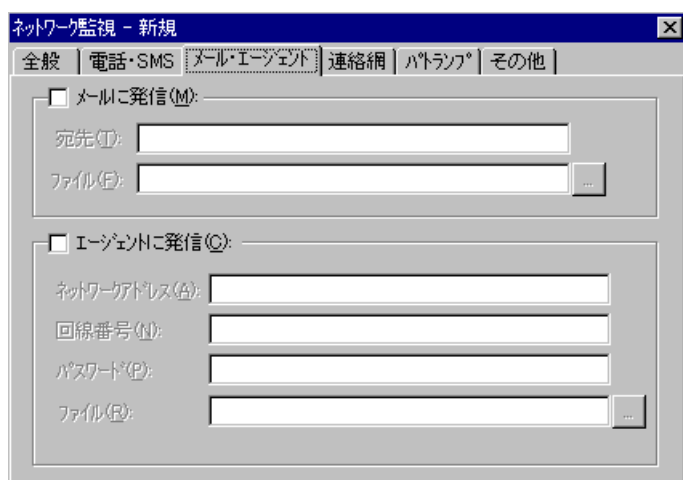 ネットワーク監視 - 新規
全般 電話・SMS メール・エージェント 連絡網 パトランプ その他
メールに発信(M):
宛先(T):
ファイル(F): ...
エージェントに発信(C):
ネットワークアドレス(A):
回線番号(N):
パスワード(P):
ファイル(R): ...